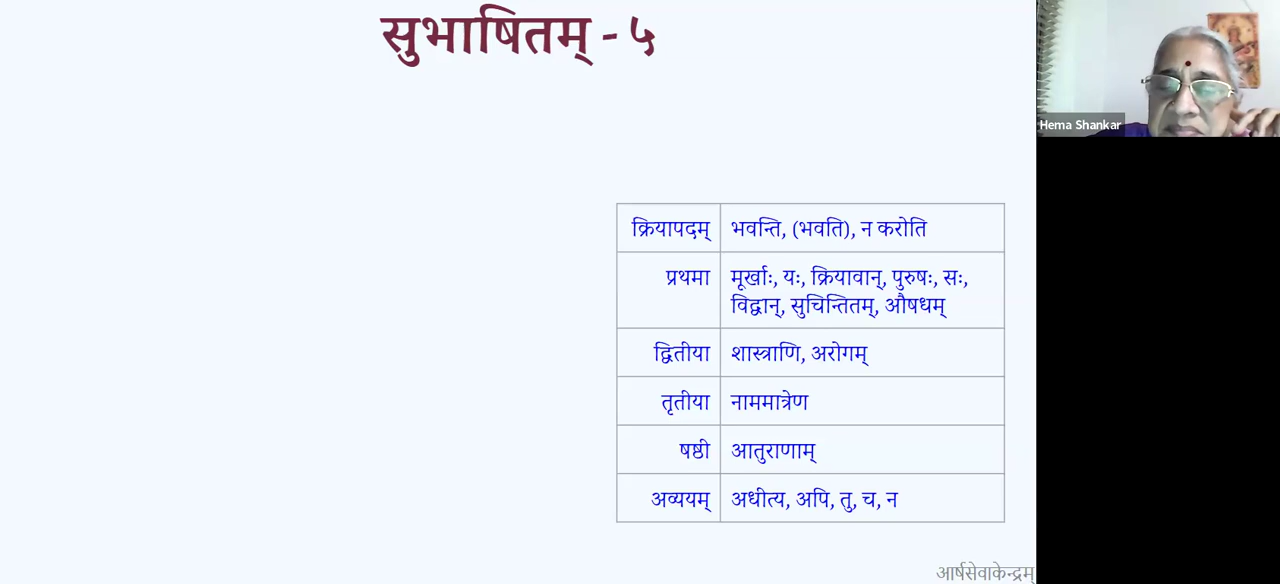 सुभाषितम् - ५
Hema Shankar
क्रियापदम् भवन्ति, (भवति), न करोति
प्रथमा मूर्खाः, यः, क्रियावान्, पुरुषः, सः,
विद्वान्, सुचिन्तितम्, औषधम्
द्वितीया शास्त्राणि, अरोगम्
तृतीया नाममात्रेण
षष्ठी आतुराणाम्
अव्ययम् अधीत्य, अपि, तु, च, न
आर्षसेवाकेन्द्रम्